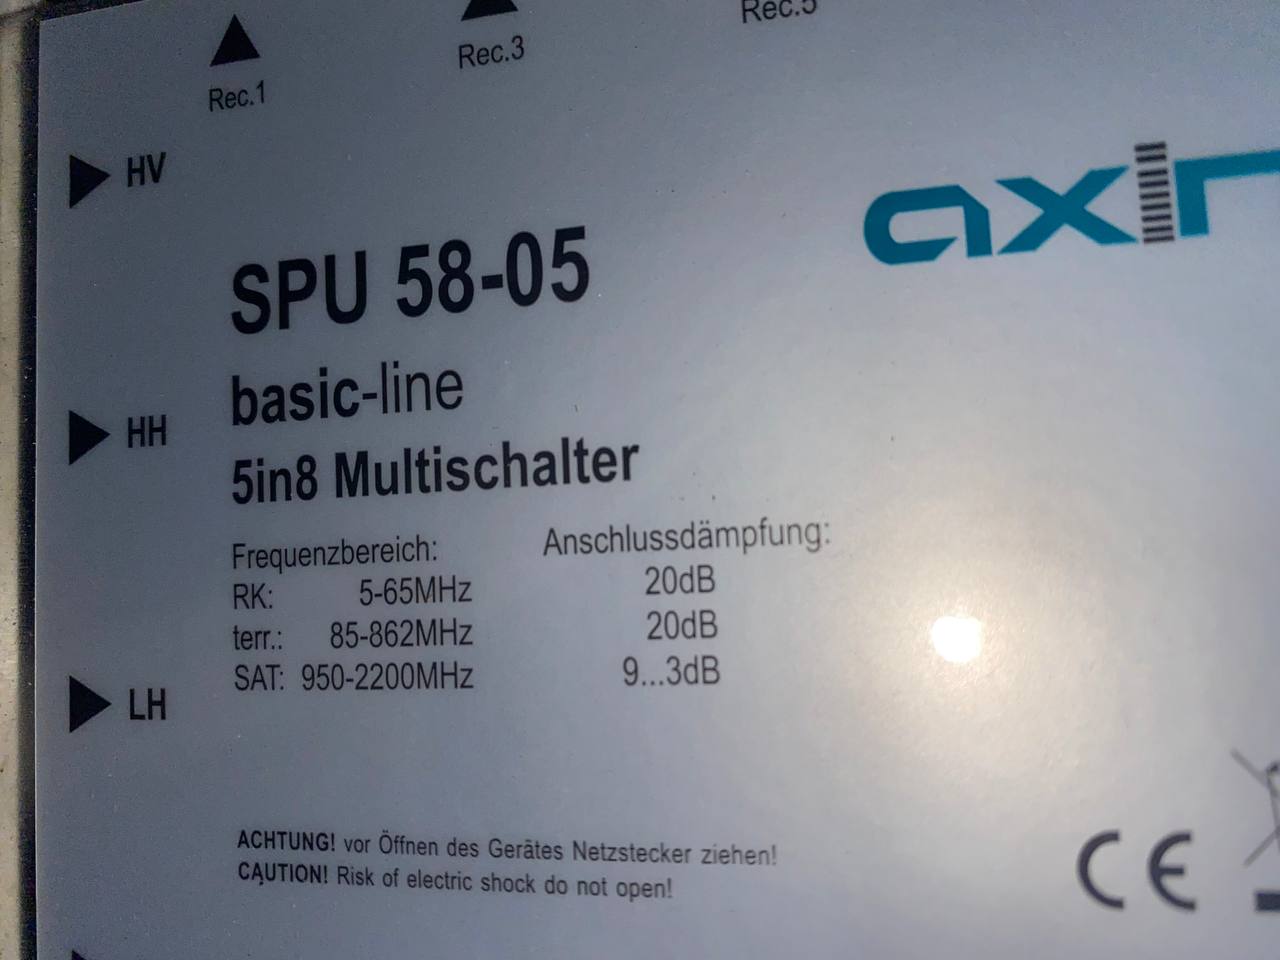 Rec.1
Rec.3
Rec.5
HV
SPU 58-05
basic-line
HH
5in8 Multischalter
Frequenzbereich: Anschlussdämpfung:
RK: 5-65MHz 20dB
terr.: 85-862MHz 20dB
SAT: 950-2200MHz 9...3dB
LH
ACHTUNG! vor Öffnen des Gerätes Netzstecker ziehen!
CAUTION! Risk of electric shock do not open!
CE